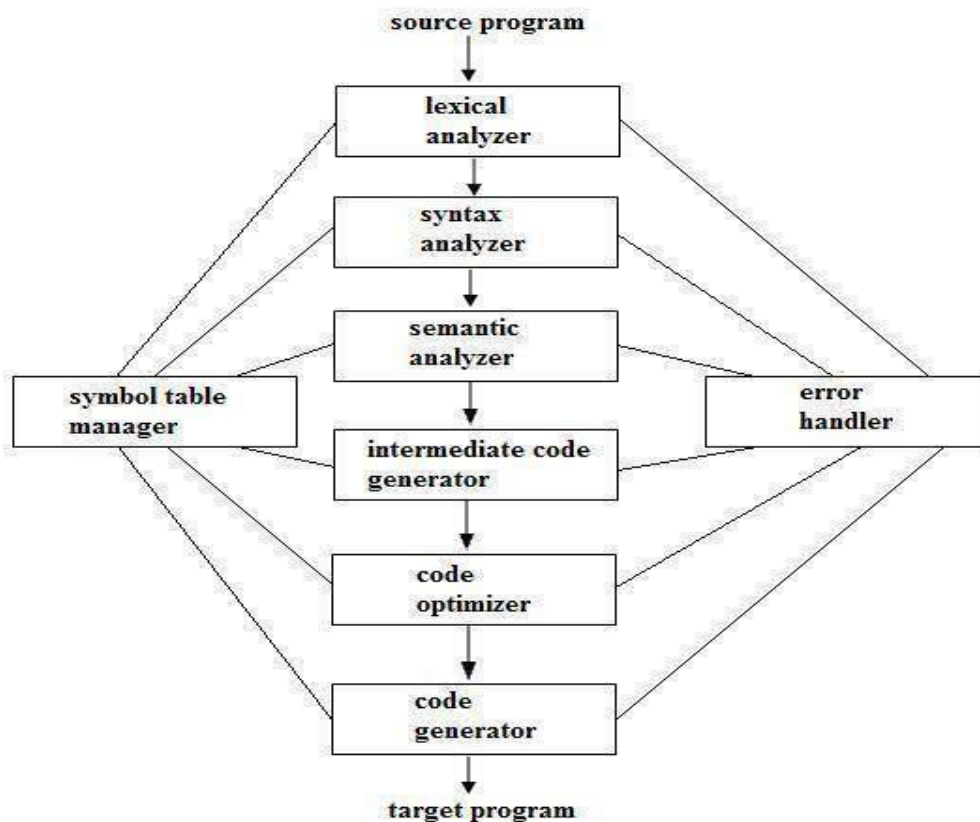 source program
lexical
analyzer
syntax
analyzer
semantic
analyzer
symbol table
manager
error
handler
intermediate code
generator
code
optimizer
code
generator
target program